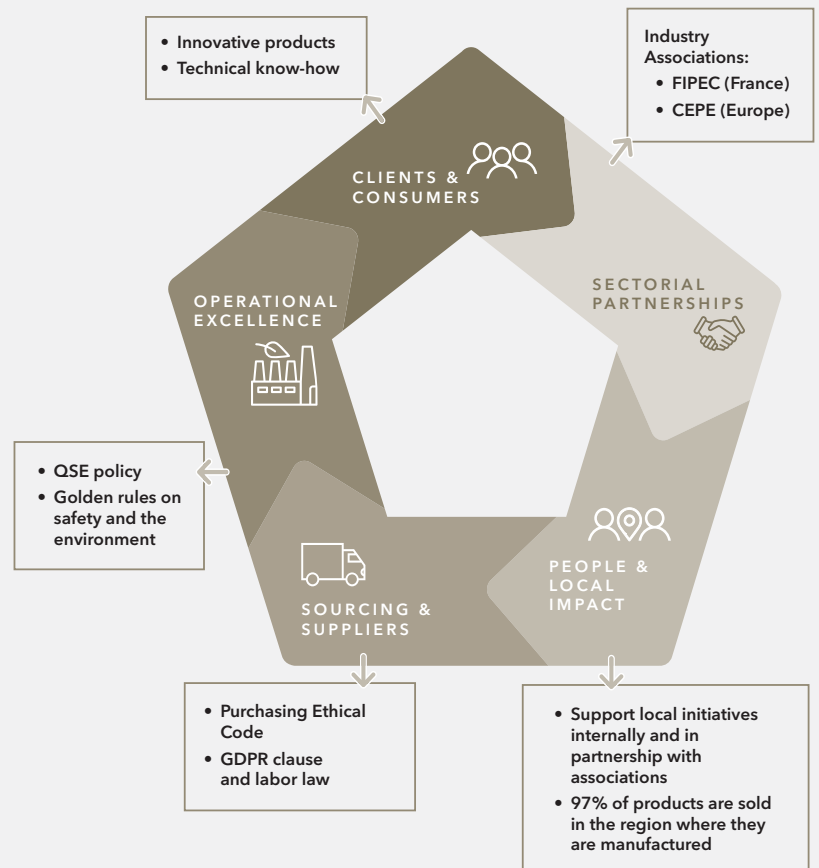 • Innovative products
• Technical know-how
Industry
Associations:
• FIPEC (France)
• CEPE (Europe)
CLIENTS &
CONSUMERS
SECTORIAL
PARTNERSHIPS
OPERATIONAL
EXCELLENCE
• QSE policy
• Golden rules on
safety and the
environment
PEOPLE &
LOCAL
IMPACT
SOURCING &
SUPPLIERS
• Purchasing Ethical
Code
• GDPR clause
and labor law
• Support local initiatives
internally and in
partnership with
associations
• 97% of products are sold
in the region where they
are manufactured